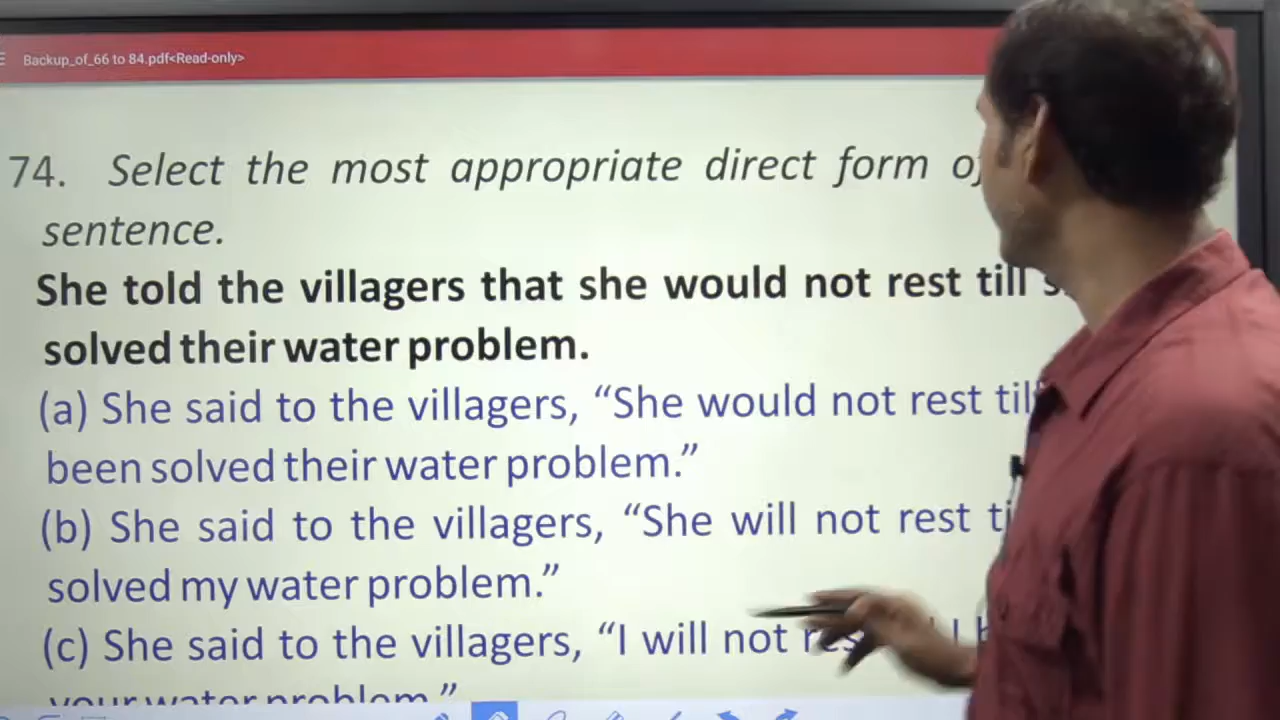 Backup_of_66 to 84.pdf<Read-only>
74. Select the most appropriate direct form
sentence.
She told the villagers that she would not rest till
solved their water problem.
(a) She said to the villagers, “She would not rest
been solved their water problem.”
(b) She said to the villagers, “She will not rest
solved my water problem.”
(c) She said to the villagers, “I will not
your water problem.”